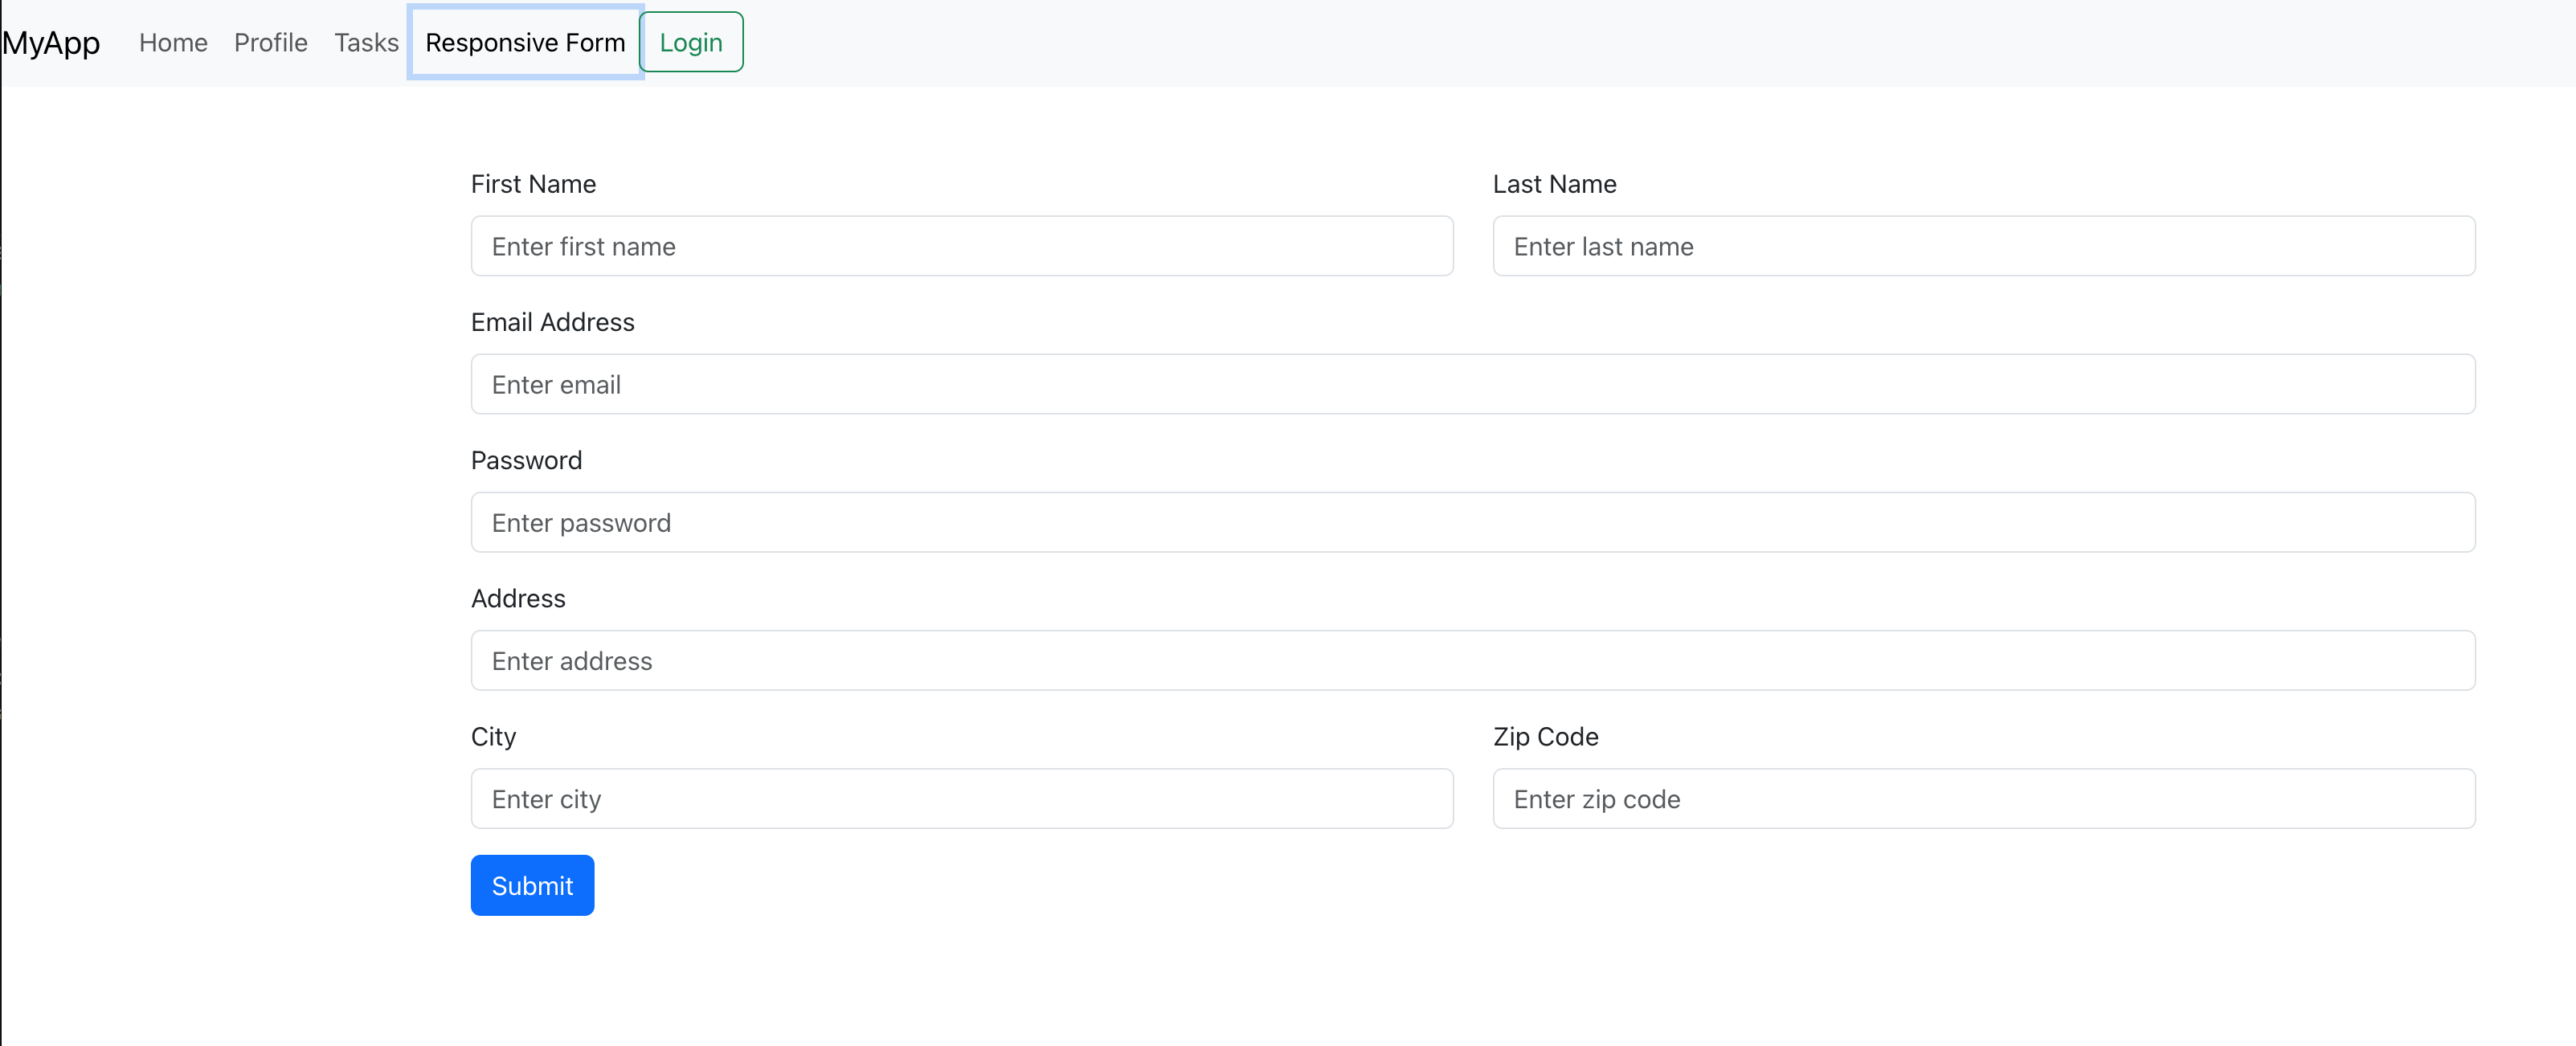 MyApp Home Profile Tasks Responsive Form Login
First Name Last Name
Enter first name Enter last name
Email Address
Enter email
Password
Enter password
Address
Enter address
City Zip Code
Enter city Enter zip code
Submit